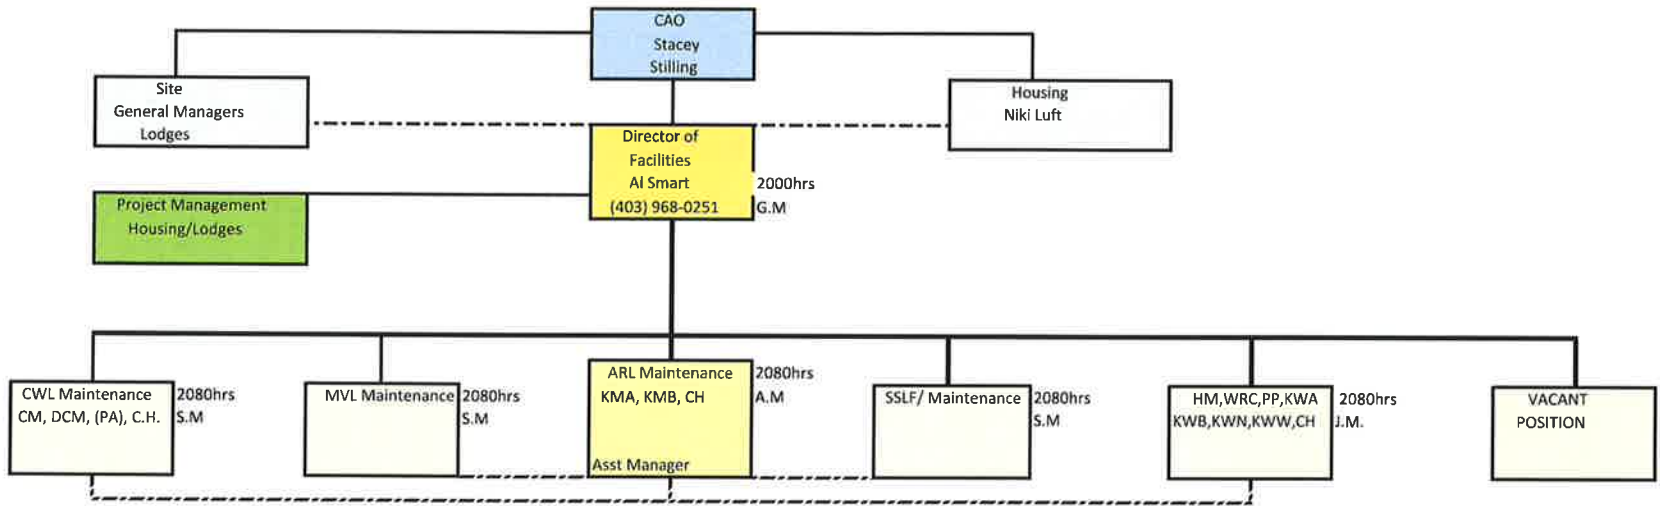 CAO
Stacey
Stilling
Site
General Managers
Lodges
Housing
Niki Luft
Director of
Facilities
Al Smart
(403) 968-0251
2000hrs
G.M
Project Management
Housing/Lodges
CWL Maintenance
CM, DCM, (PA), C.H.
2080hrs
S.M
MVL Maintenance
2080hrs
S.M
ARL Maintenance
KMA, KMB, CH
Asst Manager
2080hrs
A.M
SSLF/ Maintenance
2080hrs
S.M
HM,WRC,PP,KWA
KWB,KWN,KWW,CH
2080hrs
J.M.
VACANT
POSITION